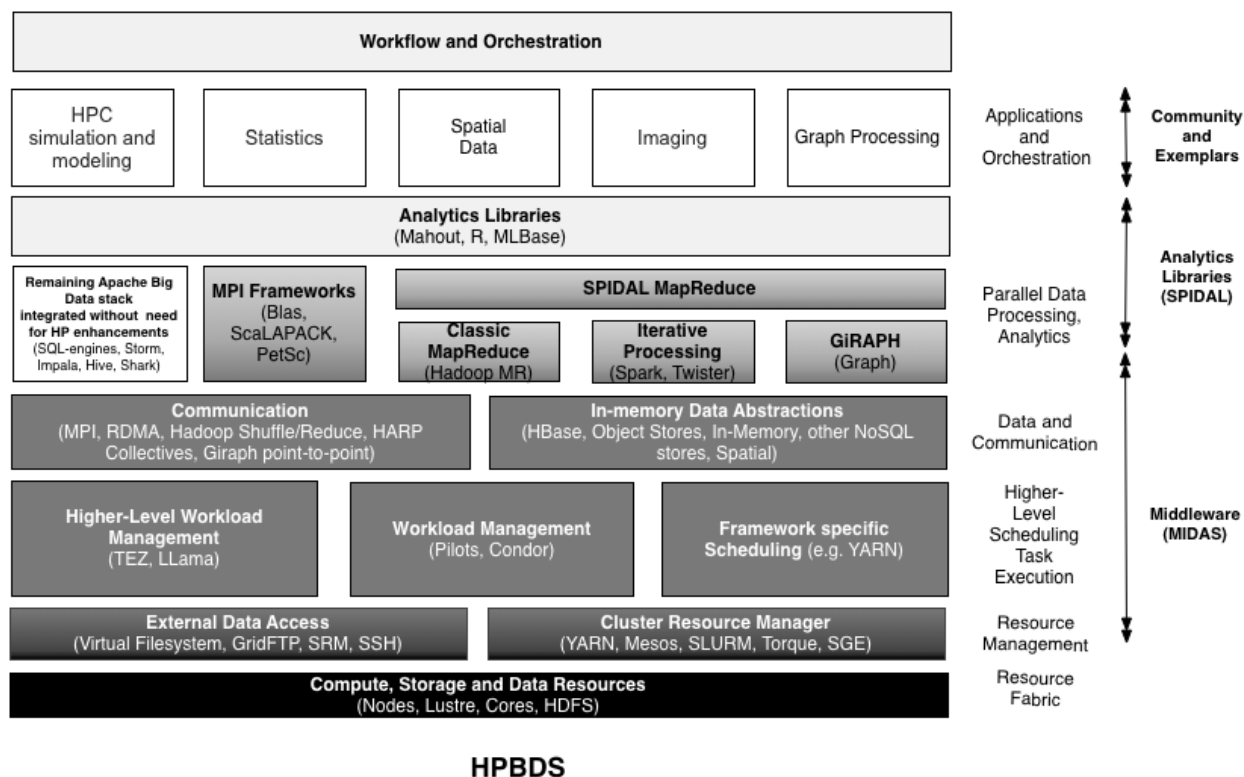 Workflow and Orchestration
HPC
simulation and
modeling
Statistics
Spatial
Data
Imaging
Graph Processing
Applications
and
Orchestration
Community
and
Exemplars
Analytics Libraries
(Mahout, R, MLBase)
Remaining Apache Big
Data stack
integrated without need
for HP enhancements
(SQL-engines, Storm,
Impala, Hive, Shark)
MPI Frameworks
(Blas,
ScaLAPACK,
PetSc)
SPIDAL MapReduce
Classic
MapReduce
(Hadoop MR)
Iterative
Processing
(Spark, Twister)
GiRAPH
(Graph)
Parallel Data
Processing,
Analytics
Analytics
Libraries
(SPIDAL)
Communication
(MPI, RDMA, Hadoop Shuffle/Reduce, HARP
Collectives, Giraph point-to-point)
In-memory Data Abstractions
(HBase, Object Stores, In-Memory, other NoSQL
stores, Spatial)
Data and
Communication
Higher-Level Workload
Management
(TEZ, LLama)
Workload Management
(Pilots, Condor)
Framework specific
Scheduling (e.g. YARN)
Higher-
Level
Scheduling
Task
Execution
Middleware
(MIDAS)
External Data Access
(Virtual Filesystem, GridFTP, SRM, SSH)
Cluster Resource Manager
(YARN, Mesos, SLURM, Torque, SGE)
Resource
Management
Compute, Storage and Data Resources
(Nodes, Lustre, Cores, HDFS)
Resource
Fabric
HPBDS